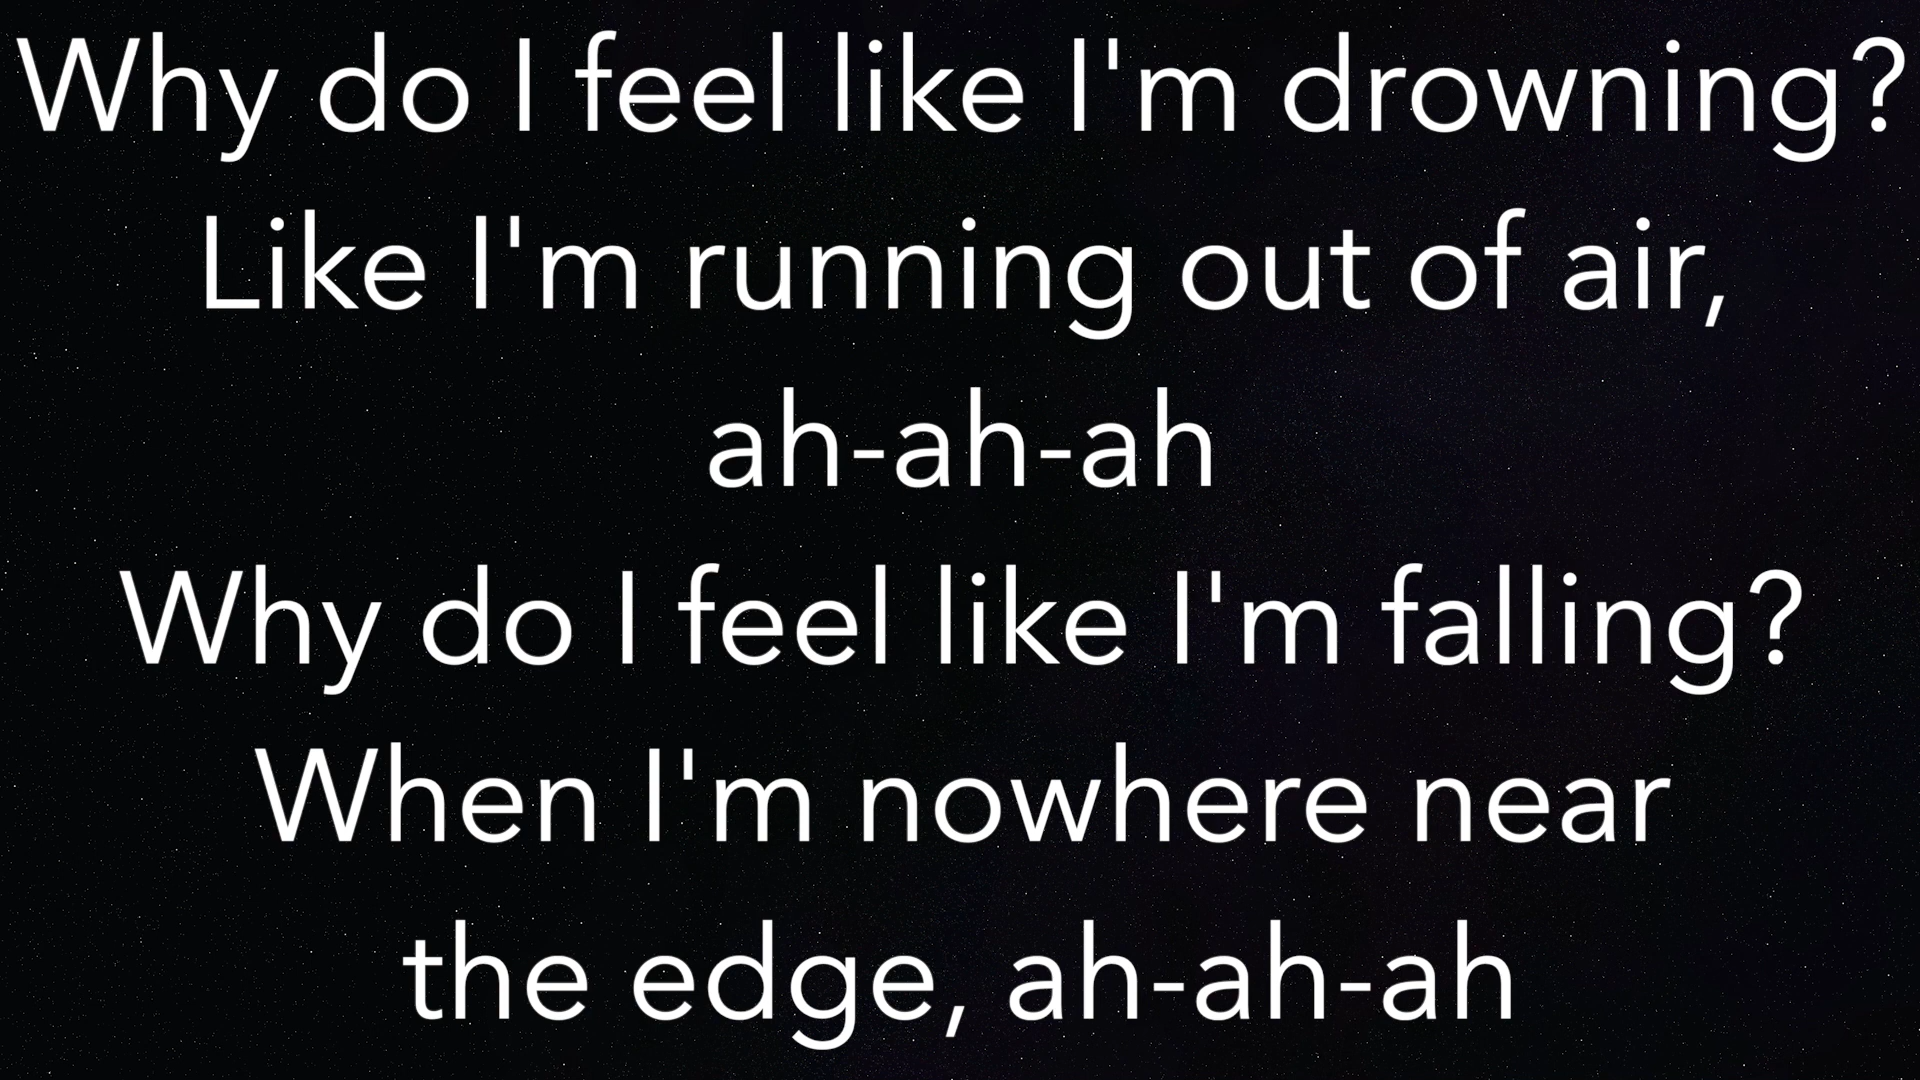 Why do I feel like I'm drowning?
Like I'm running out of air,
ah-ah-ah
Why do I feel like I'm falling?
When I'm nowhere near
the edge, ah-ah-ah